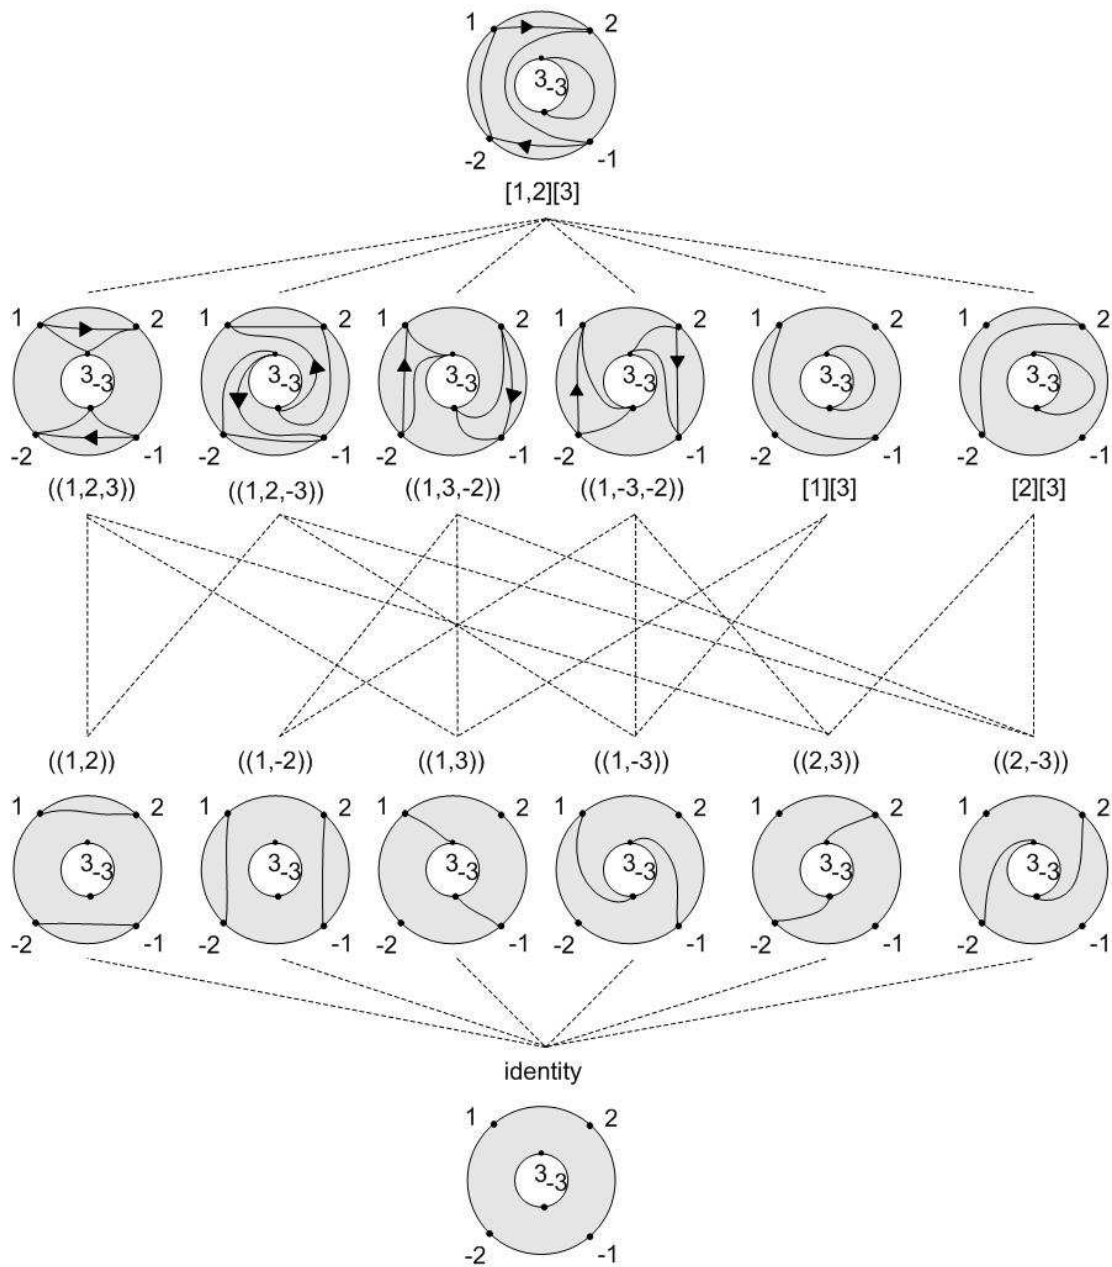 1 2
3 -3
-2 -1
[1,2][3]
1 2 1 2 1 2 1 2 1 2 1 2
3 -3 3 -3 3 -3 3 -3 3 -3 3 -3
-2 -1 -2 -1 -2 -1 -2 -1 -2 -1 -2 -1
((1,2,3)) ((1,2,-3)) ((1,3,-2)) ((1,-3,-2)) [1][3] [2][3]
((1,2)) ((1,-2)) ((1,3)) ((1,-3)) ((2,3)) ((2,-3))
1 2 1 2 1 2 1 2 1 2 1 2
3 -3 3 -3 3 -3 3 -3 3 -3 3 -3
-2 -1 -2 -1 -2 -1 -2 -1 -2 -1 -2 -1
identity
1 2
3 -3
-2 -1